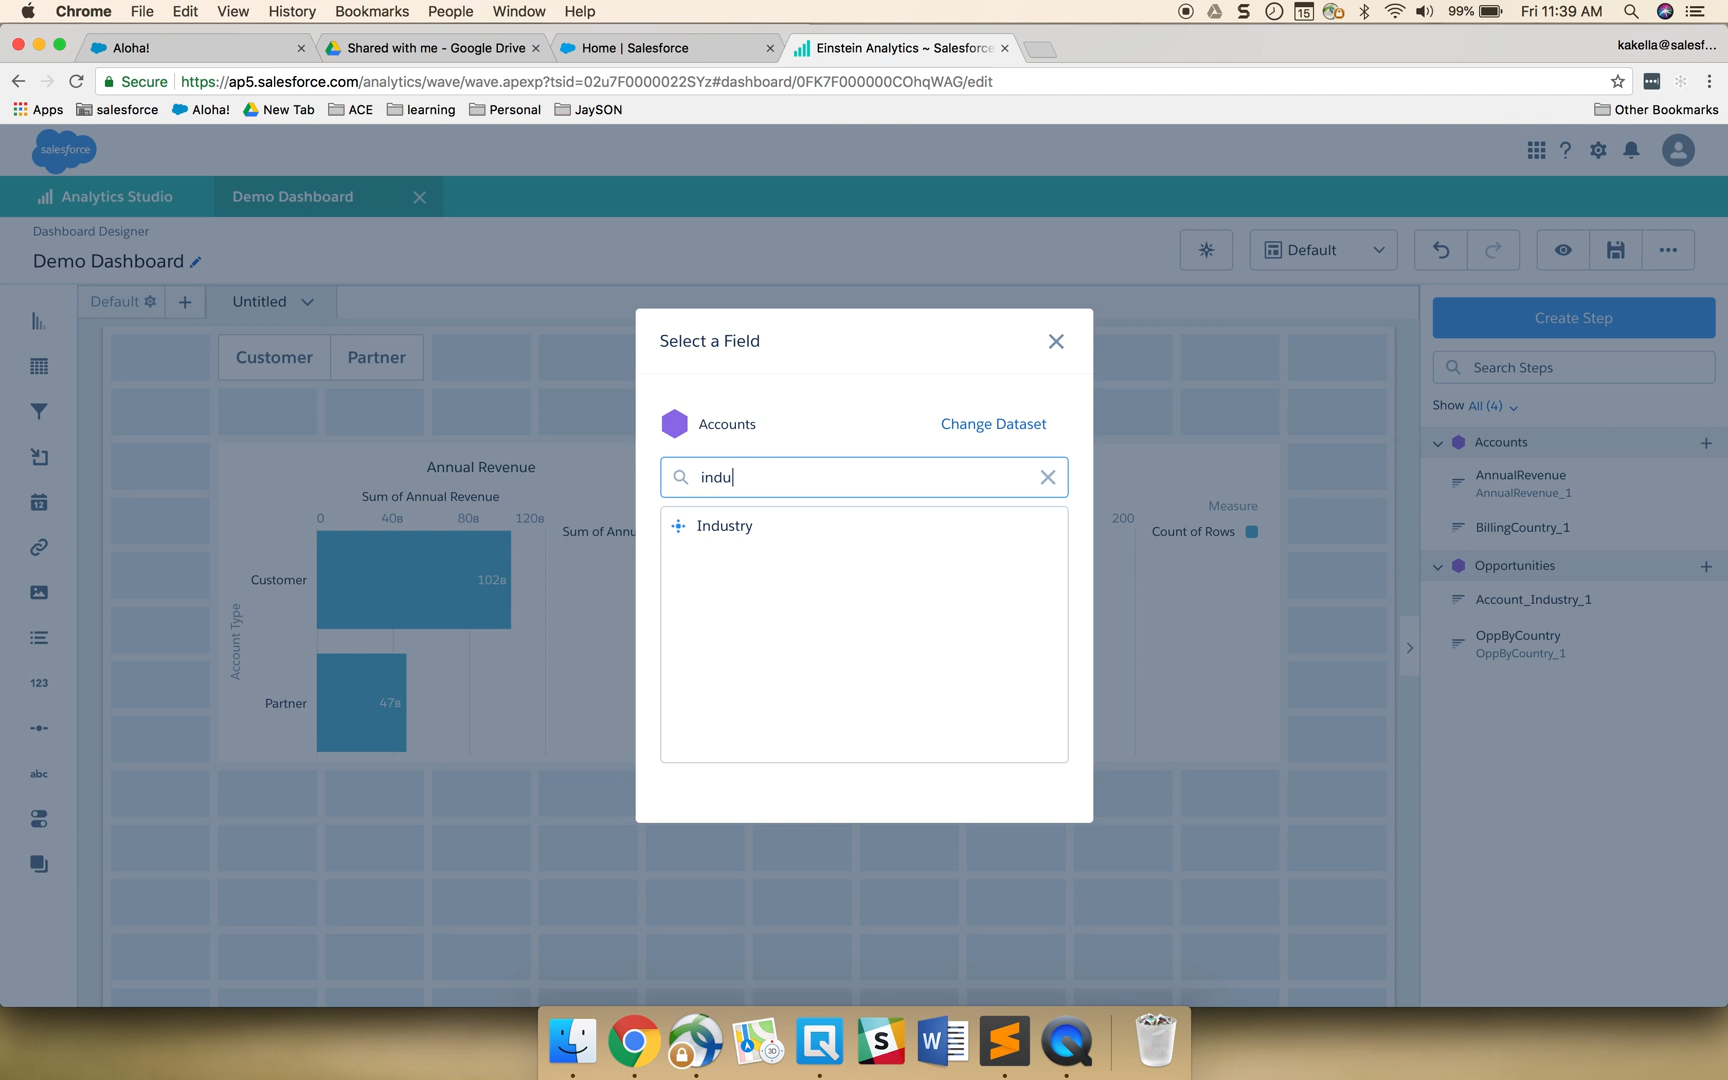 Chrome File Edit View History Bookmarks People Window Help
15 99% Fri 11:39 AM
Aloha!
Shared with me - Google Drive
Home | Salesforce
Einstein Analytics ~ Salesforce
kakella@salesf...
Secure https://ap5.salesforce.com/analytics/wave/wave.apexp?tsid=02u7F0000022SYz#dashboard/0FK7F000000COhqWAG/edit
Apps salesforce Aloha! New Tab ACE learning Personal JaySON Other Bookmarks
salesforce
?
Analytics Studio
Demo Dashboard
Dashboard Designer
Demo Dashboard
Default
Default
Untitled
Customer Partner
Annual Revenue
Sum of Annual Revenue
0 40B 80B 120B
Sum of Annu
Account Type
Customer
102B
Partner
47B
200
Measure
Count of Rows
12
123
abc
Select a Field
Accounts
Change Dataset
indu
Industry
Create Step
Search Steps
Show All (4)
Accounts
AnnualRevenue
AnnualRevenue_1
BillingCountry_1
Opportunities
Account_Industry_1
OppByCountry
OppByCountry_1
3D
S
W